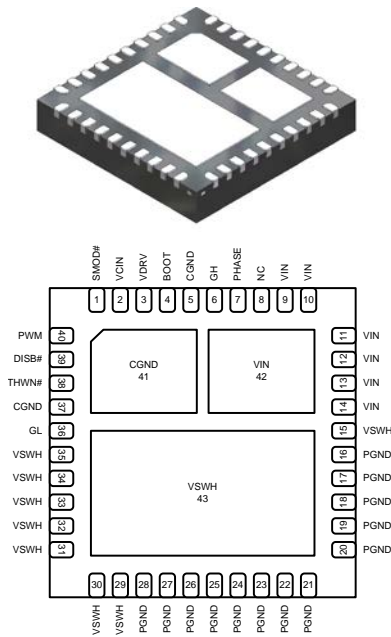 SMOD#
VCIN
VDRV
BOOT
CGND
GH
PHASE
NC
VIN
VIN
1 2 3 4 5 6 7 8 9 10
PWM 40
DISB# 39
THWN# 38
CGND 37
GL 36
VSWH 35
VSWH 34
VSWH 33
VSWH 32
VSWH 31
CGND
41
VIN
42
VSWH
43
11 VIN
12 VIN
13 VIN
14 VIN
15 VSWH
16 PGND
17 PGND
18 PGND
19 PGND
20 PGND
30 29 28 27 26 25 24 23 22 21
VSWH
VSWH
PGND
PGND
PGND
PGND
PGND
PGND
PGND
PGND